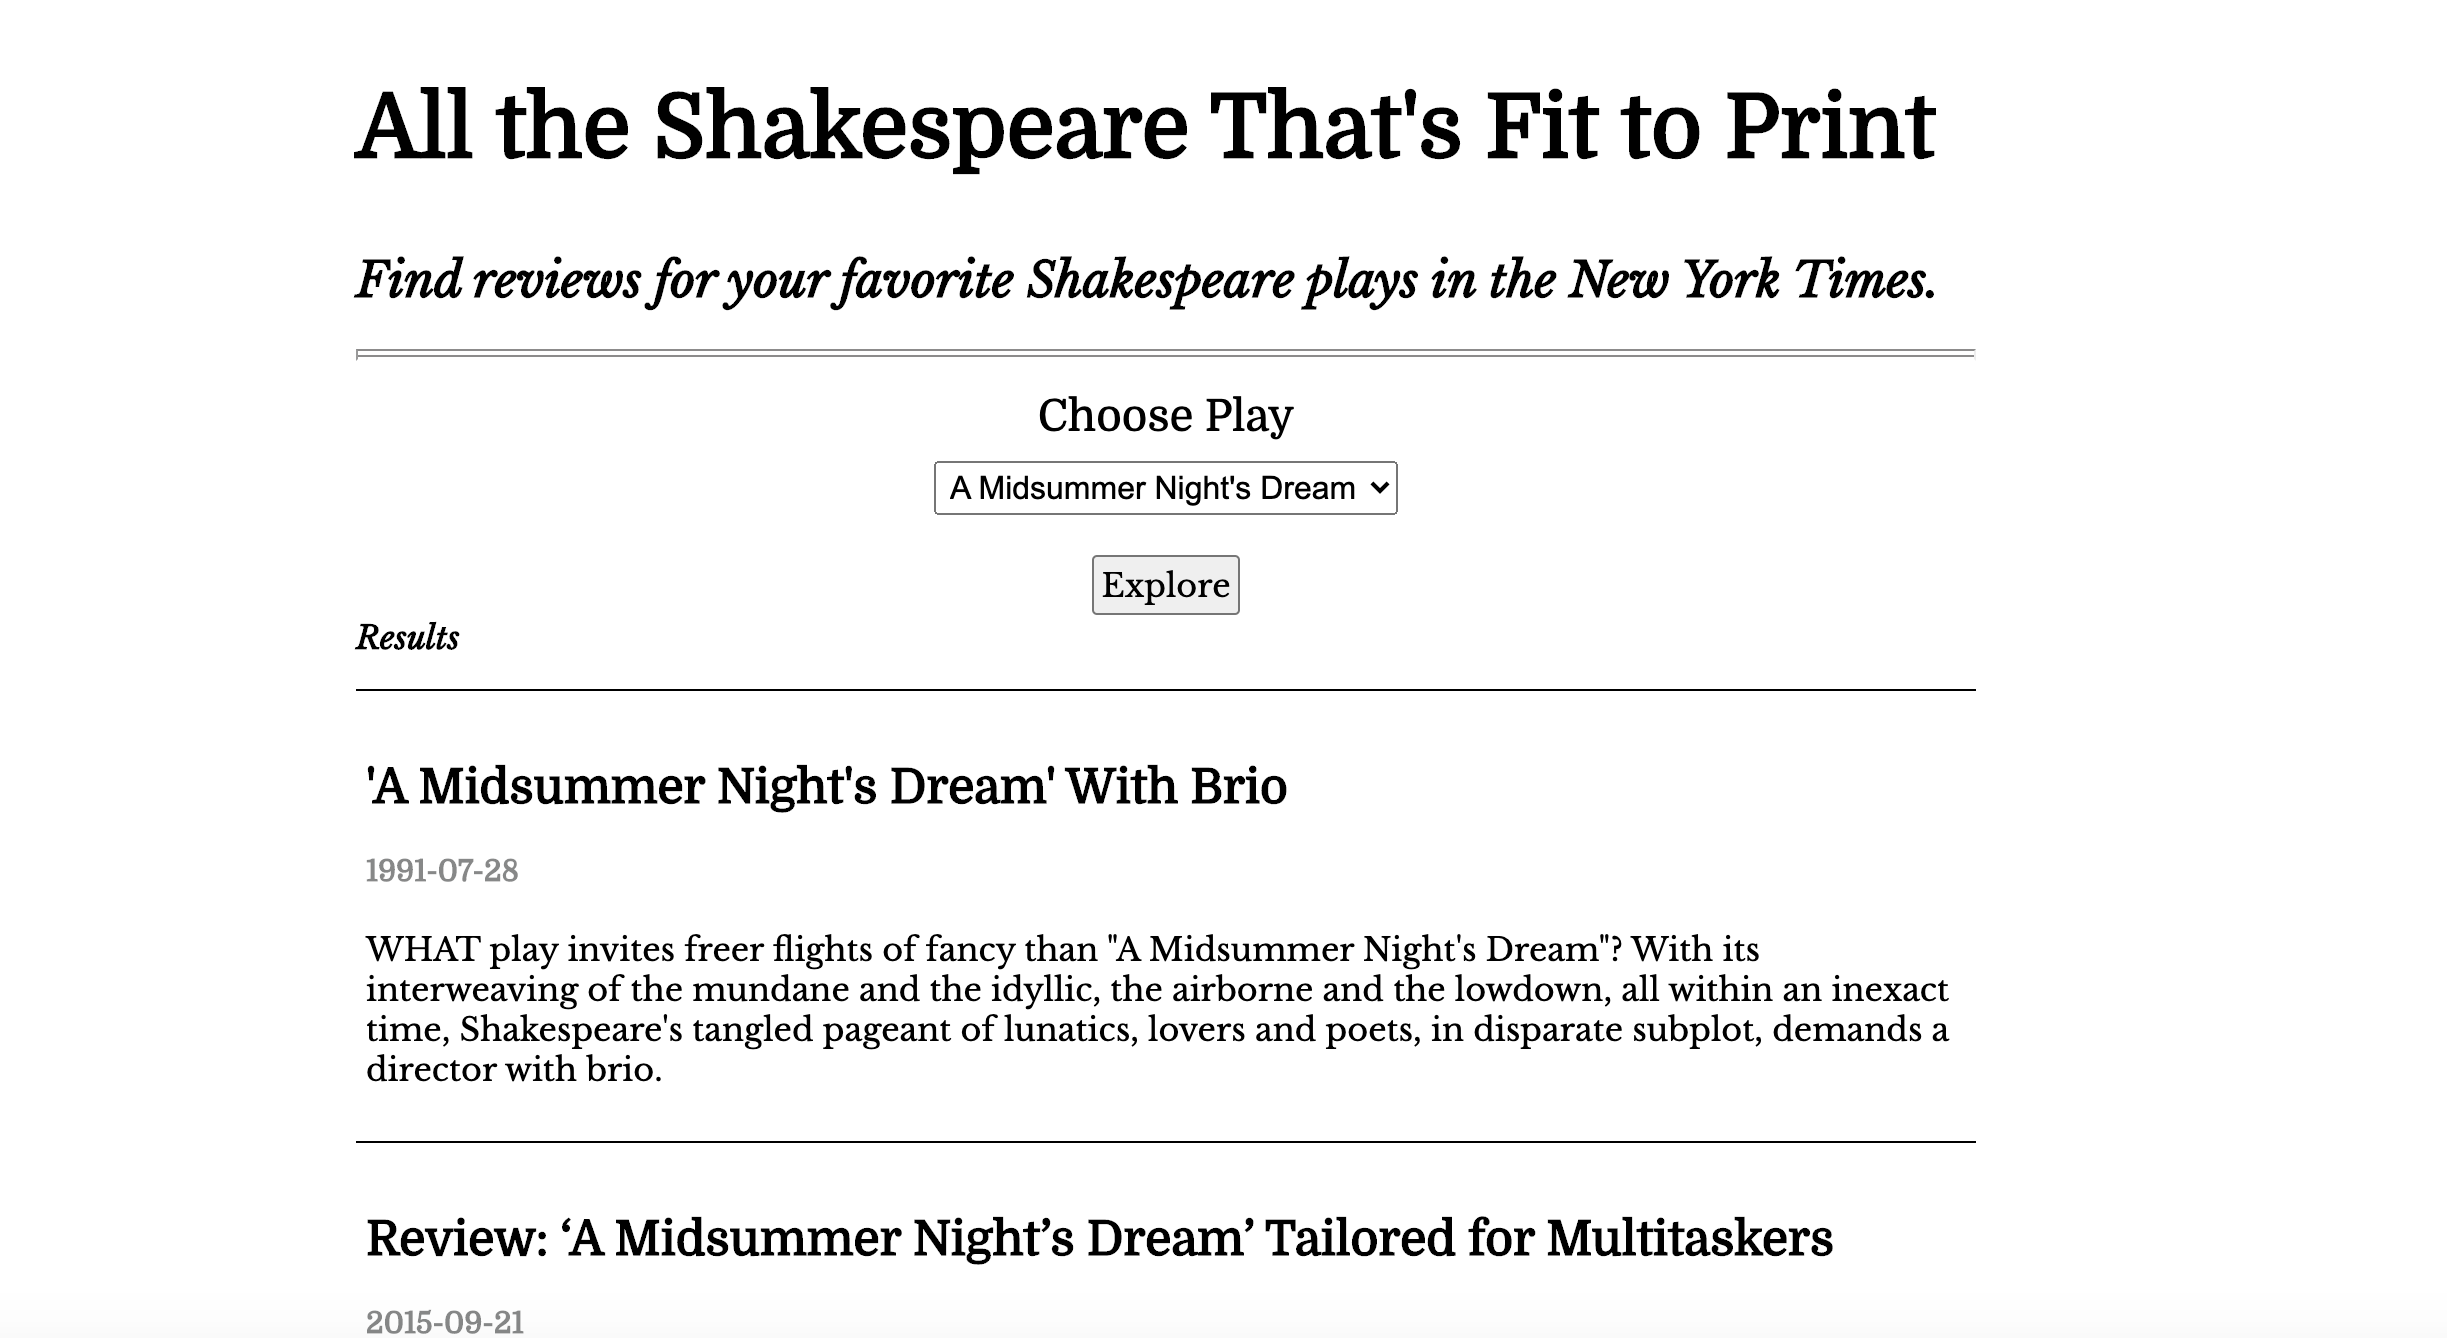 All the Shakespeare That's Fit to Print
Find reviews for your favorite Shakespeare plays in the New York Times.
Choose Play
A Midsummer Night's Dream
Explore
Results
'A Midsummer Night's Dream' With Brio
1991-07-28
WHAT play invites freer flights of fancy than "A Midsummer Night's Dream"? With its
interweaving of the mundane and the idyllic, the airborne and the lowdown, all within an inexact
time, Shakespeare's tangled pageant of lunatics, lovers and poets, in disparate subplot, demands a
director with brio.
Review: ‘A Midsummer Night’s Dream’ Tailored for Multitaskers
2015-09-21